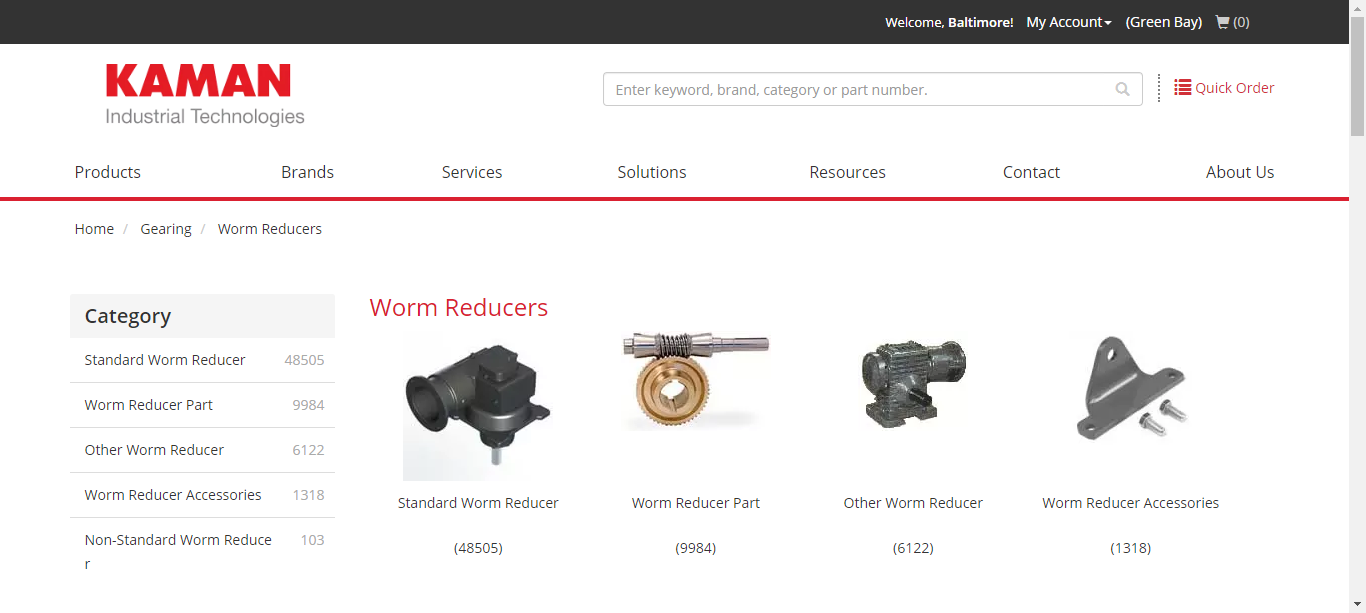 Welcome, Baltimore! My Account (Green Bay) (0)
KAMAN
Industrial Technologies
Enter keyword, brand, category or part number.
Quick Order
Products Brands Services Solutions Resources Contact About Us
Home / Gearing / Worm Reducers
Category
Standard Worm Reducer 48505
Worm Reducer Part 9984
Other Worm Reducer 6122
Worm Reducer Accessories 1318
Non-Standard Worm Reduce 103
r
Worm Reducers
Standard Worm Reducer Worm Reducer Part Other Worm Reducer Worm Reducer Accessories
(48505) (9984) (6122) (1318)